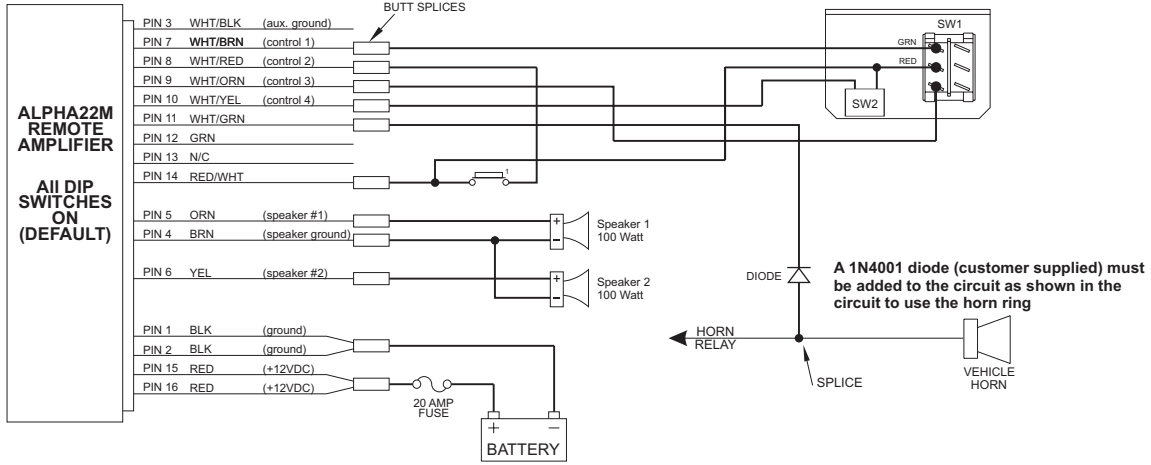 BUTT SPLICES
PIN 3 WHT/BLK (aux. ground)
PIN 7 WHT/BRN (control 1)
PIN 8 WHT/RED (control 2)
PIN 9 WHT/ORN (control 3)
PIN 10 WHT/YEL (control 4)
PIN 11 WHT/GRN
PIN 12 GRN
PIN 13 N/C
PIN 14 RED/WHT
1
SW1
GRN
RED
SW2
ALPHA22M
REMOTE
AMPLIFIER
All DIP
SWITCHES
ON
(DEFAULT)
PIN 5 ORN (speaker #1)
PIN 4 BRN (speaker ground)
PIN 6 YEL (speaker #2)
+
–
Speaker 1
100 Watt
+
–
Speaker 2
100 Watt
DIODE
A 1N4001 diode (customer supplied) must
be added to the circuit as shown in the
circuit to use the horn ring
PIN 1 BLK (ground)
PIN 2 BLK (ground)
PIN 15 RED (+12VDC)
PIN 16 RED (+12VDC)
20 AMP
FUSE
+ –
BATTERY
HORN
RELAY
SPLICE
VEHICLE
HORN